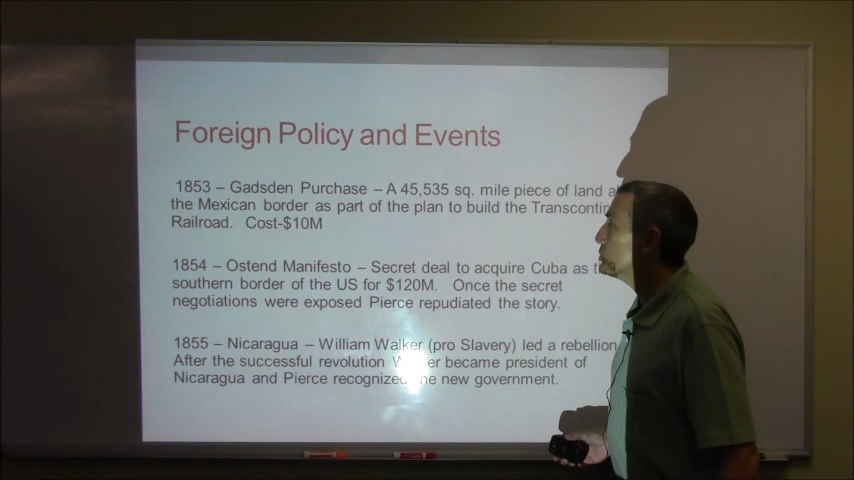 Foreign Policy and Events
1853 – Gadsden Purchase – A 45,535 sq. mile piece of land
the Mexican border as part of the plan to build the
Railroad. Cost-$10M
1854 – Ostend Manifesto – Secret deal to acquire Cuba as
southern border of the US for $120M. Once the secret
negotiations were exposed Pierce repudiated the story.
1855 – Nicaragua – William Walker (pro Slavery) led a rebellion
After the successful revolution became president of
Nicaragua and Pierce recognized new government.